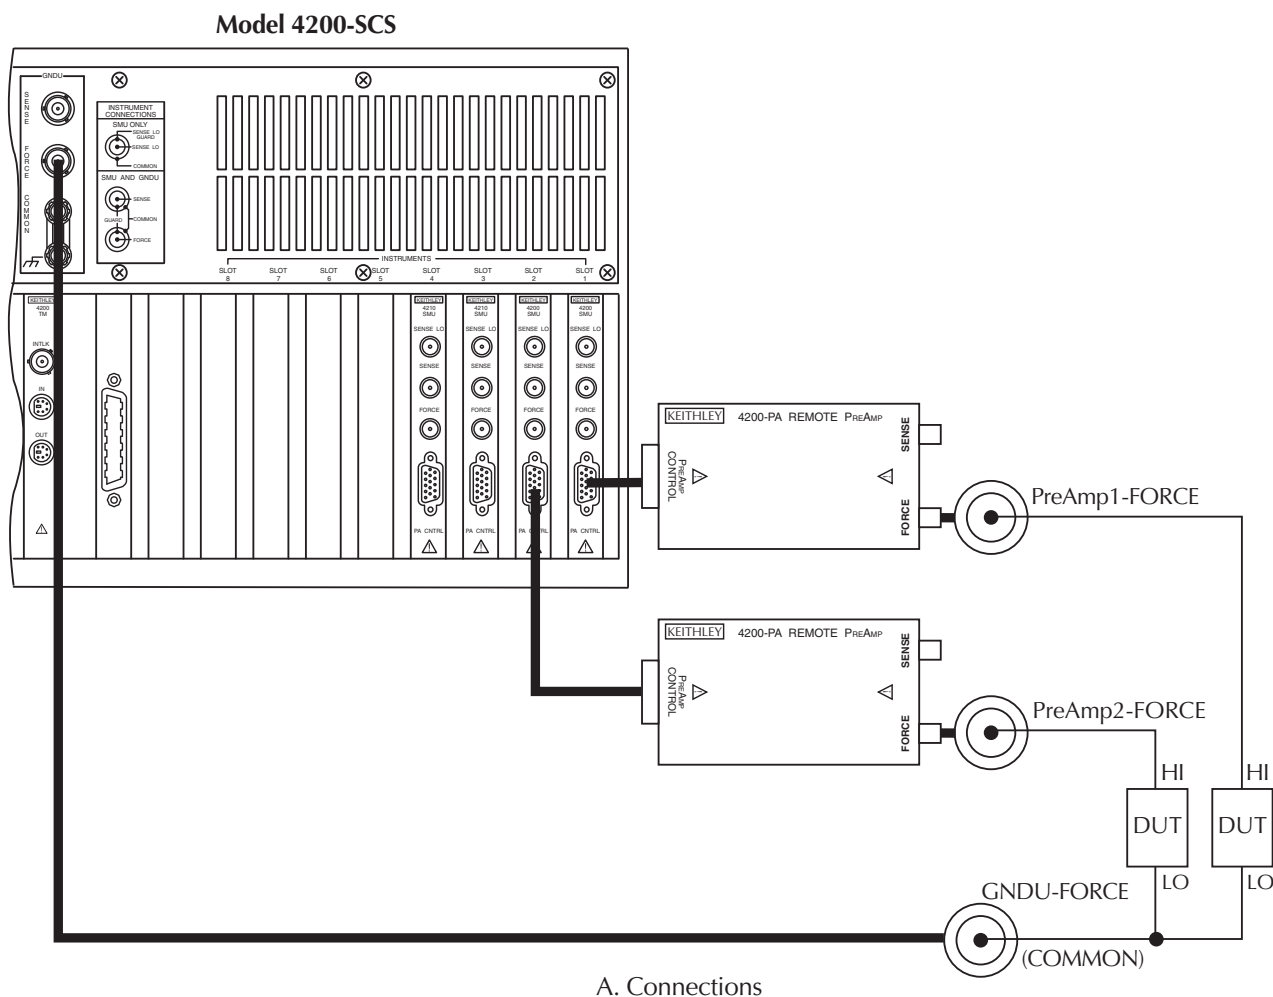 Model 4200-SCS
GNDU
SENSE
FORCE
COMMON
INSTRUMENT
CONNECTIONS
SMU ONLY
SENSE LO
GUARD
SENSE LO
COMMON
SMU AND GNDU
SENSE
GUARD
COMMON
FORCE
INSTRUMENTS
SLOT 8
SLOT 7
SLOT 6
SLOT 5
SLOT 4
SLOT 3
SLOT 2
SLOT 1
KEITHLEY
4200
TM
INTLK
IN
OUT
KEITHLEY
4210
SMU
SENSE LO
SENSE
FORCE
PA CNTRL
KEITHLEY
4210
SMU
SENSE LO
SENSE
FORCE
PA CNTRL
KEITHLEY
4200
SMU
SENSE LO
SENSE
FORCE
PA CNTRL
KEITHLEY
4200
SMU
SENSE LO
SENSE
FORCE
PA CNTRL
KEITHLEY 4200-PA REMOTE PREAMP
PREAMP
CONTROL
SENSE
FORCE
PreAmp1-FORCE
KEITHLEY 4200-PA REMOTE PREAMP
PREAMP
CONTROL
SENSE
FORCE
PreAmp2-FORCE
HI
HI
DUT
DUT
LO
LO
GNDU-FORCE
(COMMON)
A. Connections